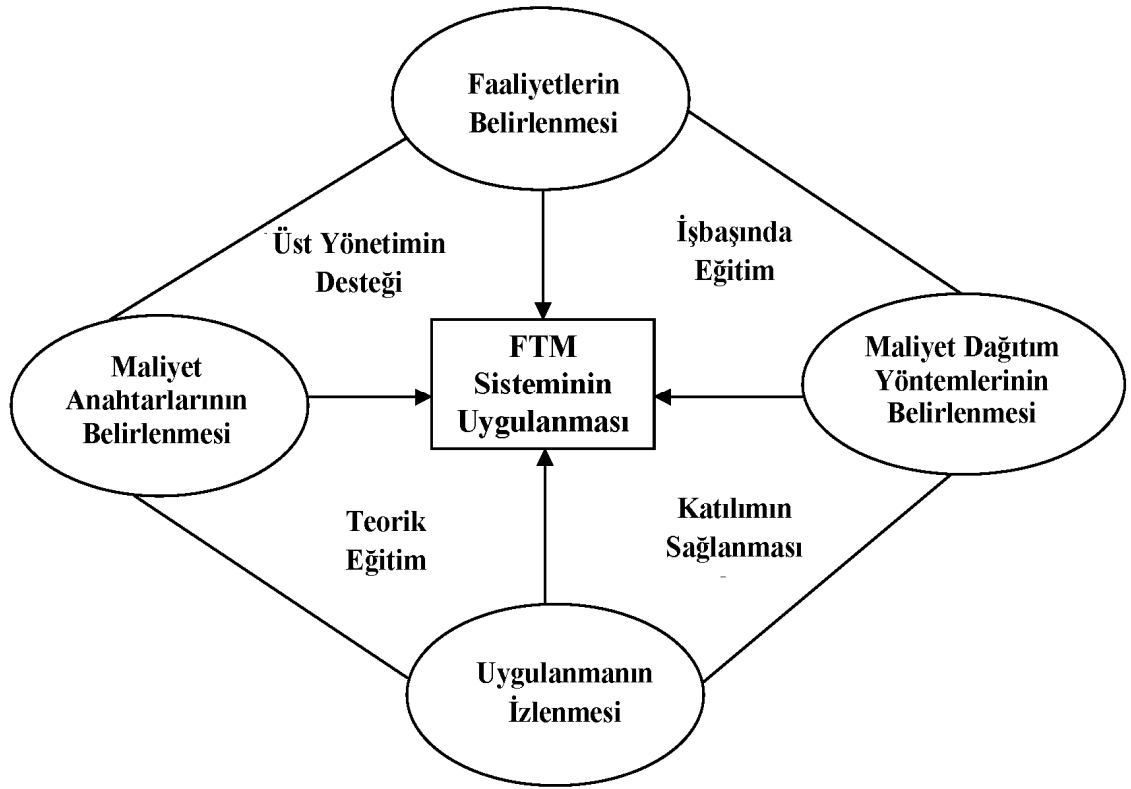 Faaliyetlerin
Belirlenmesi
Üst Yönetimin
Desteği
İşbaşında
Eğitim
Maliyet
Anahtarlarının
Belirlenmesi
FTM
Sisteminin
Uygulanması
Maliyet Dağıtım
Yöntemlerinin
Belirlenmesi
Teorik
Eğitim
Katılımın
Sağlanması
Uygulanmanın
İzlenmesi